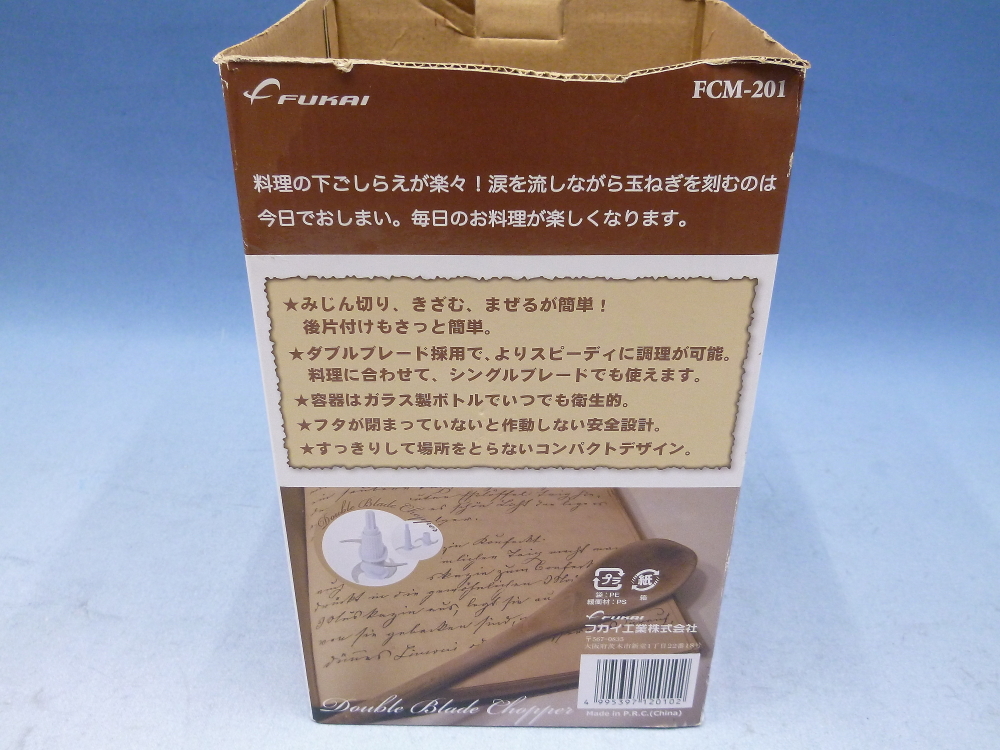 FUKAI
FCM-201
料理の下ごしらえが楽々！涙を流しながら玉ねぎを刻むのは
今日でおしまい。毎日のお料理が楽しくなります。
★みじん切り、きざむ、まぜるが簡単！
後片付けもさっと簡単。
★ダブルブレード採用で、よりスピーディに調理が可能。
料理に合わせて、シングルブレードでも使えます。
★容器はガラス製ボトルでいつでも衛生的。
★フタが閉まっていないと作動しない安全設計。
★すっきりして場所をとらないコンパクトデザイン。
Double Blade Chopper
プラ
紙
袋：PE
緩衝材：PS
箱
FUKAI
フカイ工業株式会社
4 995397 120102
Double Blade Chopper
Made in P.R.C.(China)